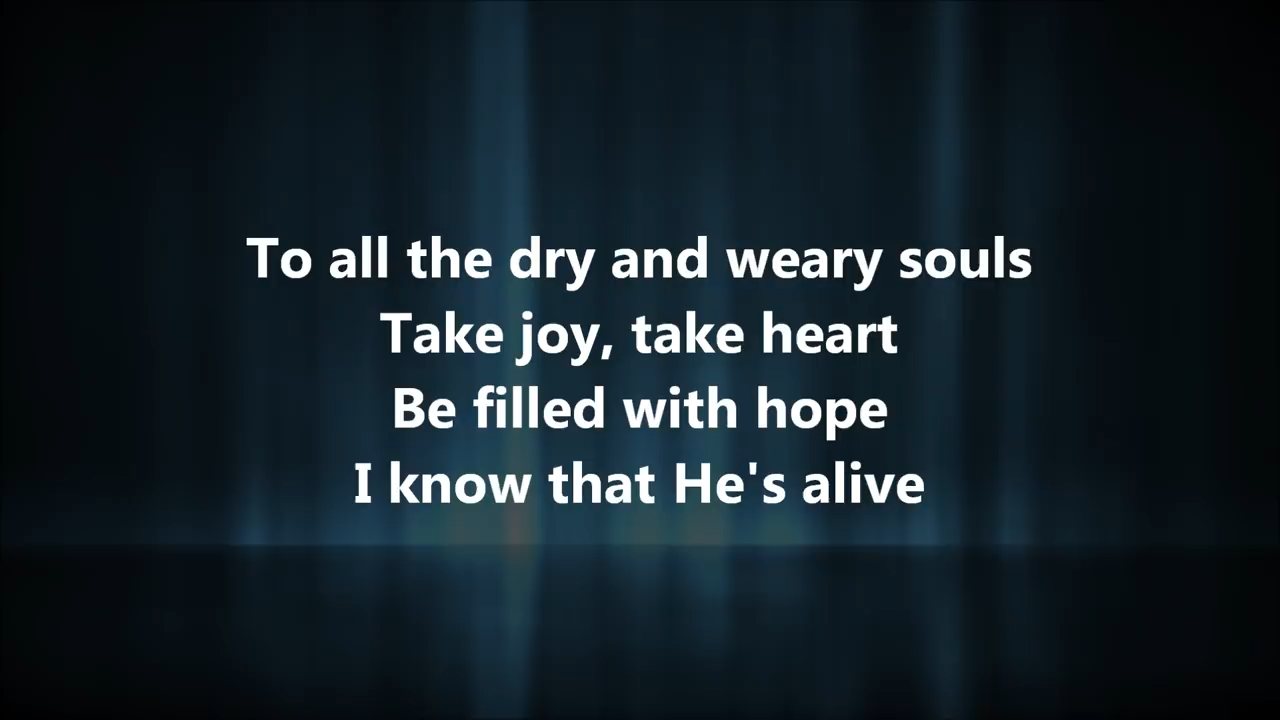 To all the dry and weary souls
Take joy, take heart
Be filled with hope
I know that He's alive